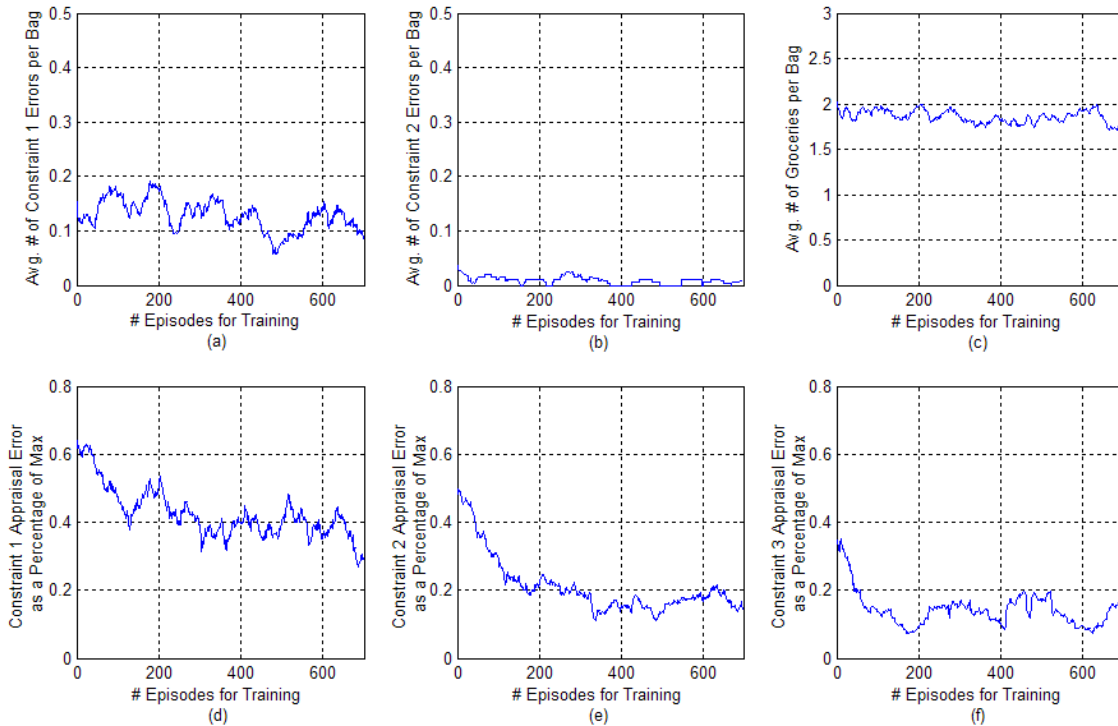 0.5
0.4
0.3
0.2
0.1
0
0
200
400
600
Avg. # of Constraint 1 Errors per Bag
# Episodes for Training
(a)
0.5
0.4
0.3
0.2
0.1
0
0
200
400
600
Avg. # of Constraint 2 Errors per Bag
# Episodes for Training
(b)
3
2.5
2
1.5
1
0.5
0
0
200
400
600
Avg. # of Groceries per Bag
# Episodes for Training
(c)
0.8
0.6
0.4
0.2
0
0
200
400
600
Constraint 1 Appraisal Error
as a Percentage of Max
# Episodes for Training
(d)
0.8
0.6
0.4
0.2
0
0
200
400
600
Constraint 2 Appraisal Error
as a Percentage of Max
# Episodes for Training
(e)
0.8
0.6
0.4
0.2
0
0
200
400
600
Constraint 3 Appraisal Error
as a Percentage of Max
# Episodes for Training
(f)